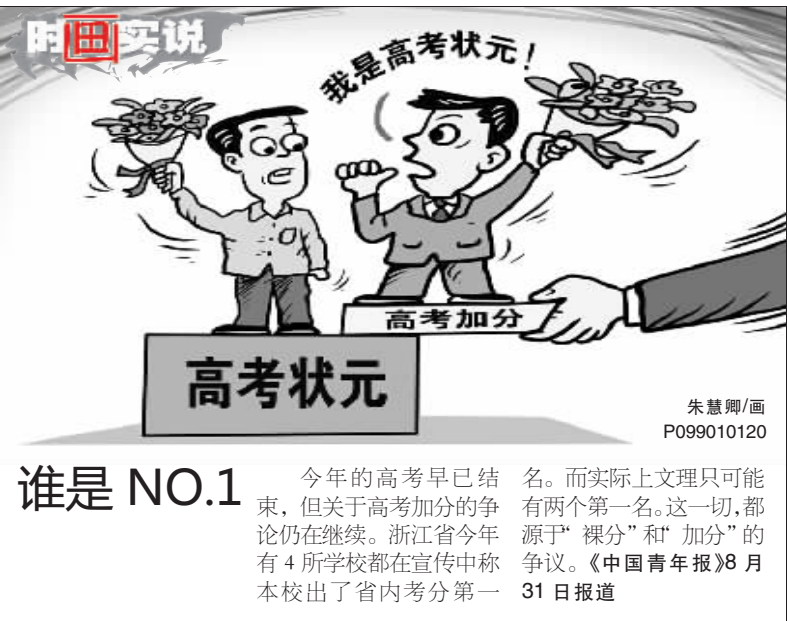 时画实说
我是高考状元！
高考加分
高考状元
朱慧卿/画
P099010120
谁是 NO.1
今年的高考早已结
束，但关于高考加分的争
论仍在继续。浙江省今年
有 4 所学校都在宣传中称
本校出了省内考分第一
名。而实际上文理只可能
有两个第一名。这一切，都
源于“裸分”和“加分”的
争议。《中国青年报》8 月
31 日报道